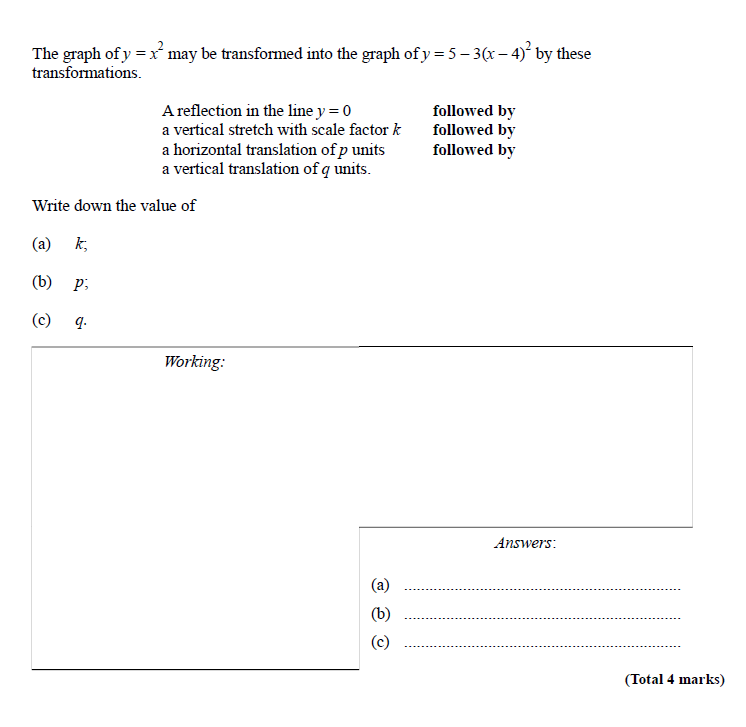 The graph of y = x² may be transformed into the graph of y = 5 – 3(x – 4)² by these
transformations.
A reflection in the line y = 0 followed by
a vertical stretch with scale factor k followed by
a horizontal translation of p units followed by
a vertical translation of q units.
Write down the value of
(a) k;
(b) p;
(c) q.
Working:
Answers:
(a) ..................................................................
(b) ..................................................................
(c) ..................................................................
(Total 4 marks)